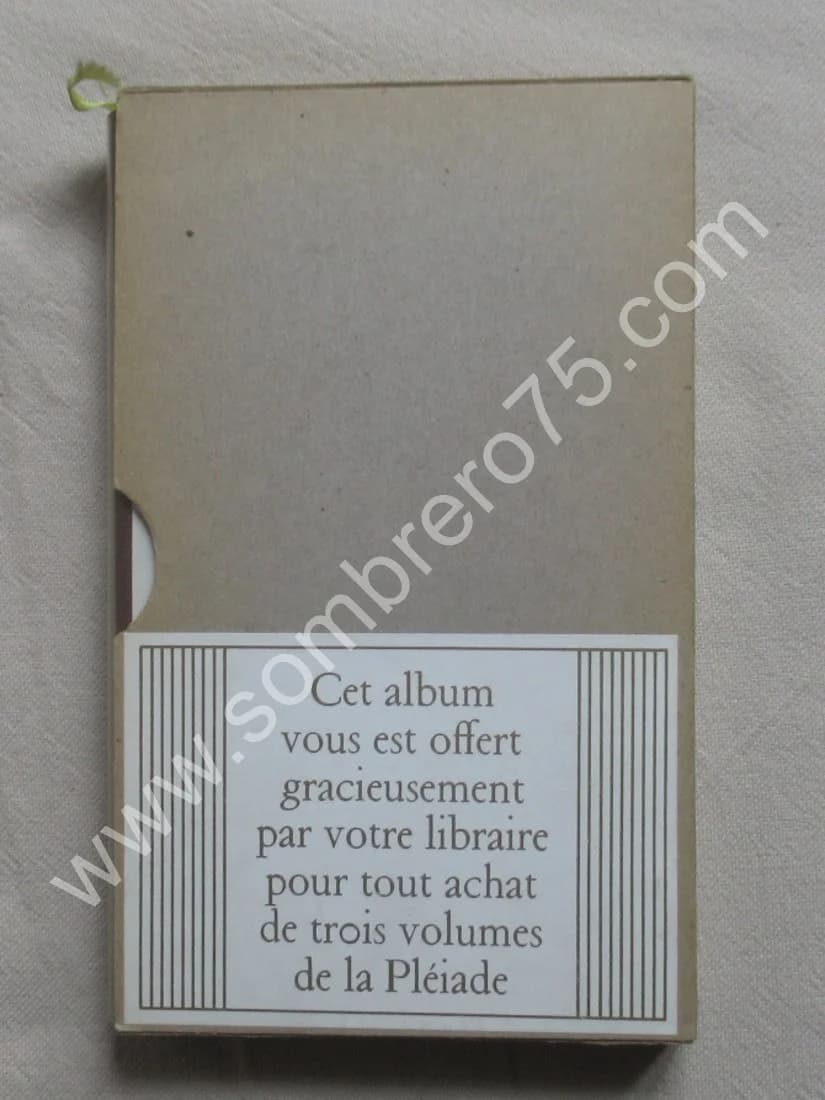 www.sombrero75.com
Cet album
vous est offert
gracieusement
par votre libraire
pour tout achat
de trois volumes
de la Pléiade